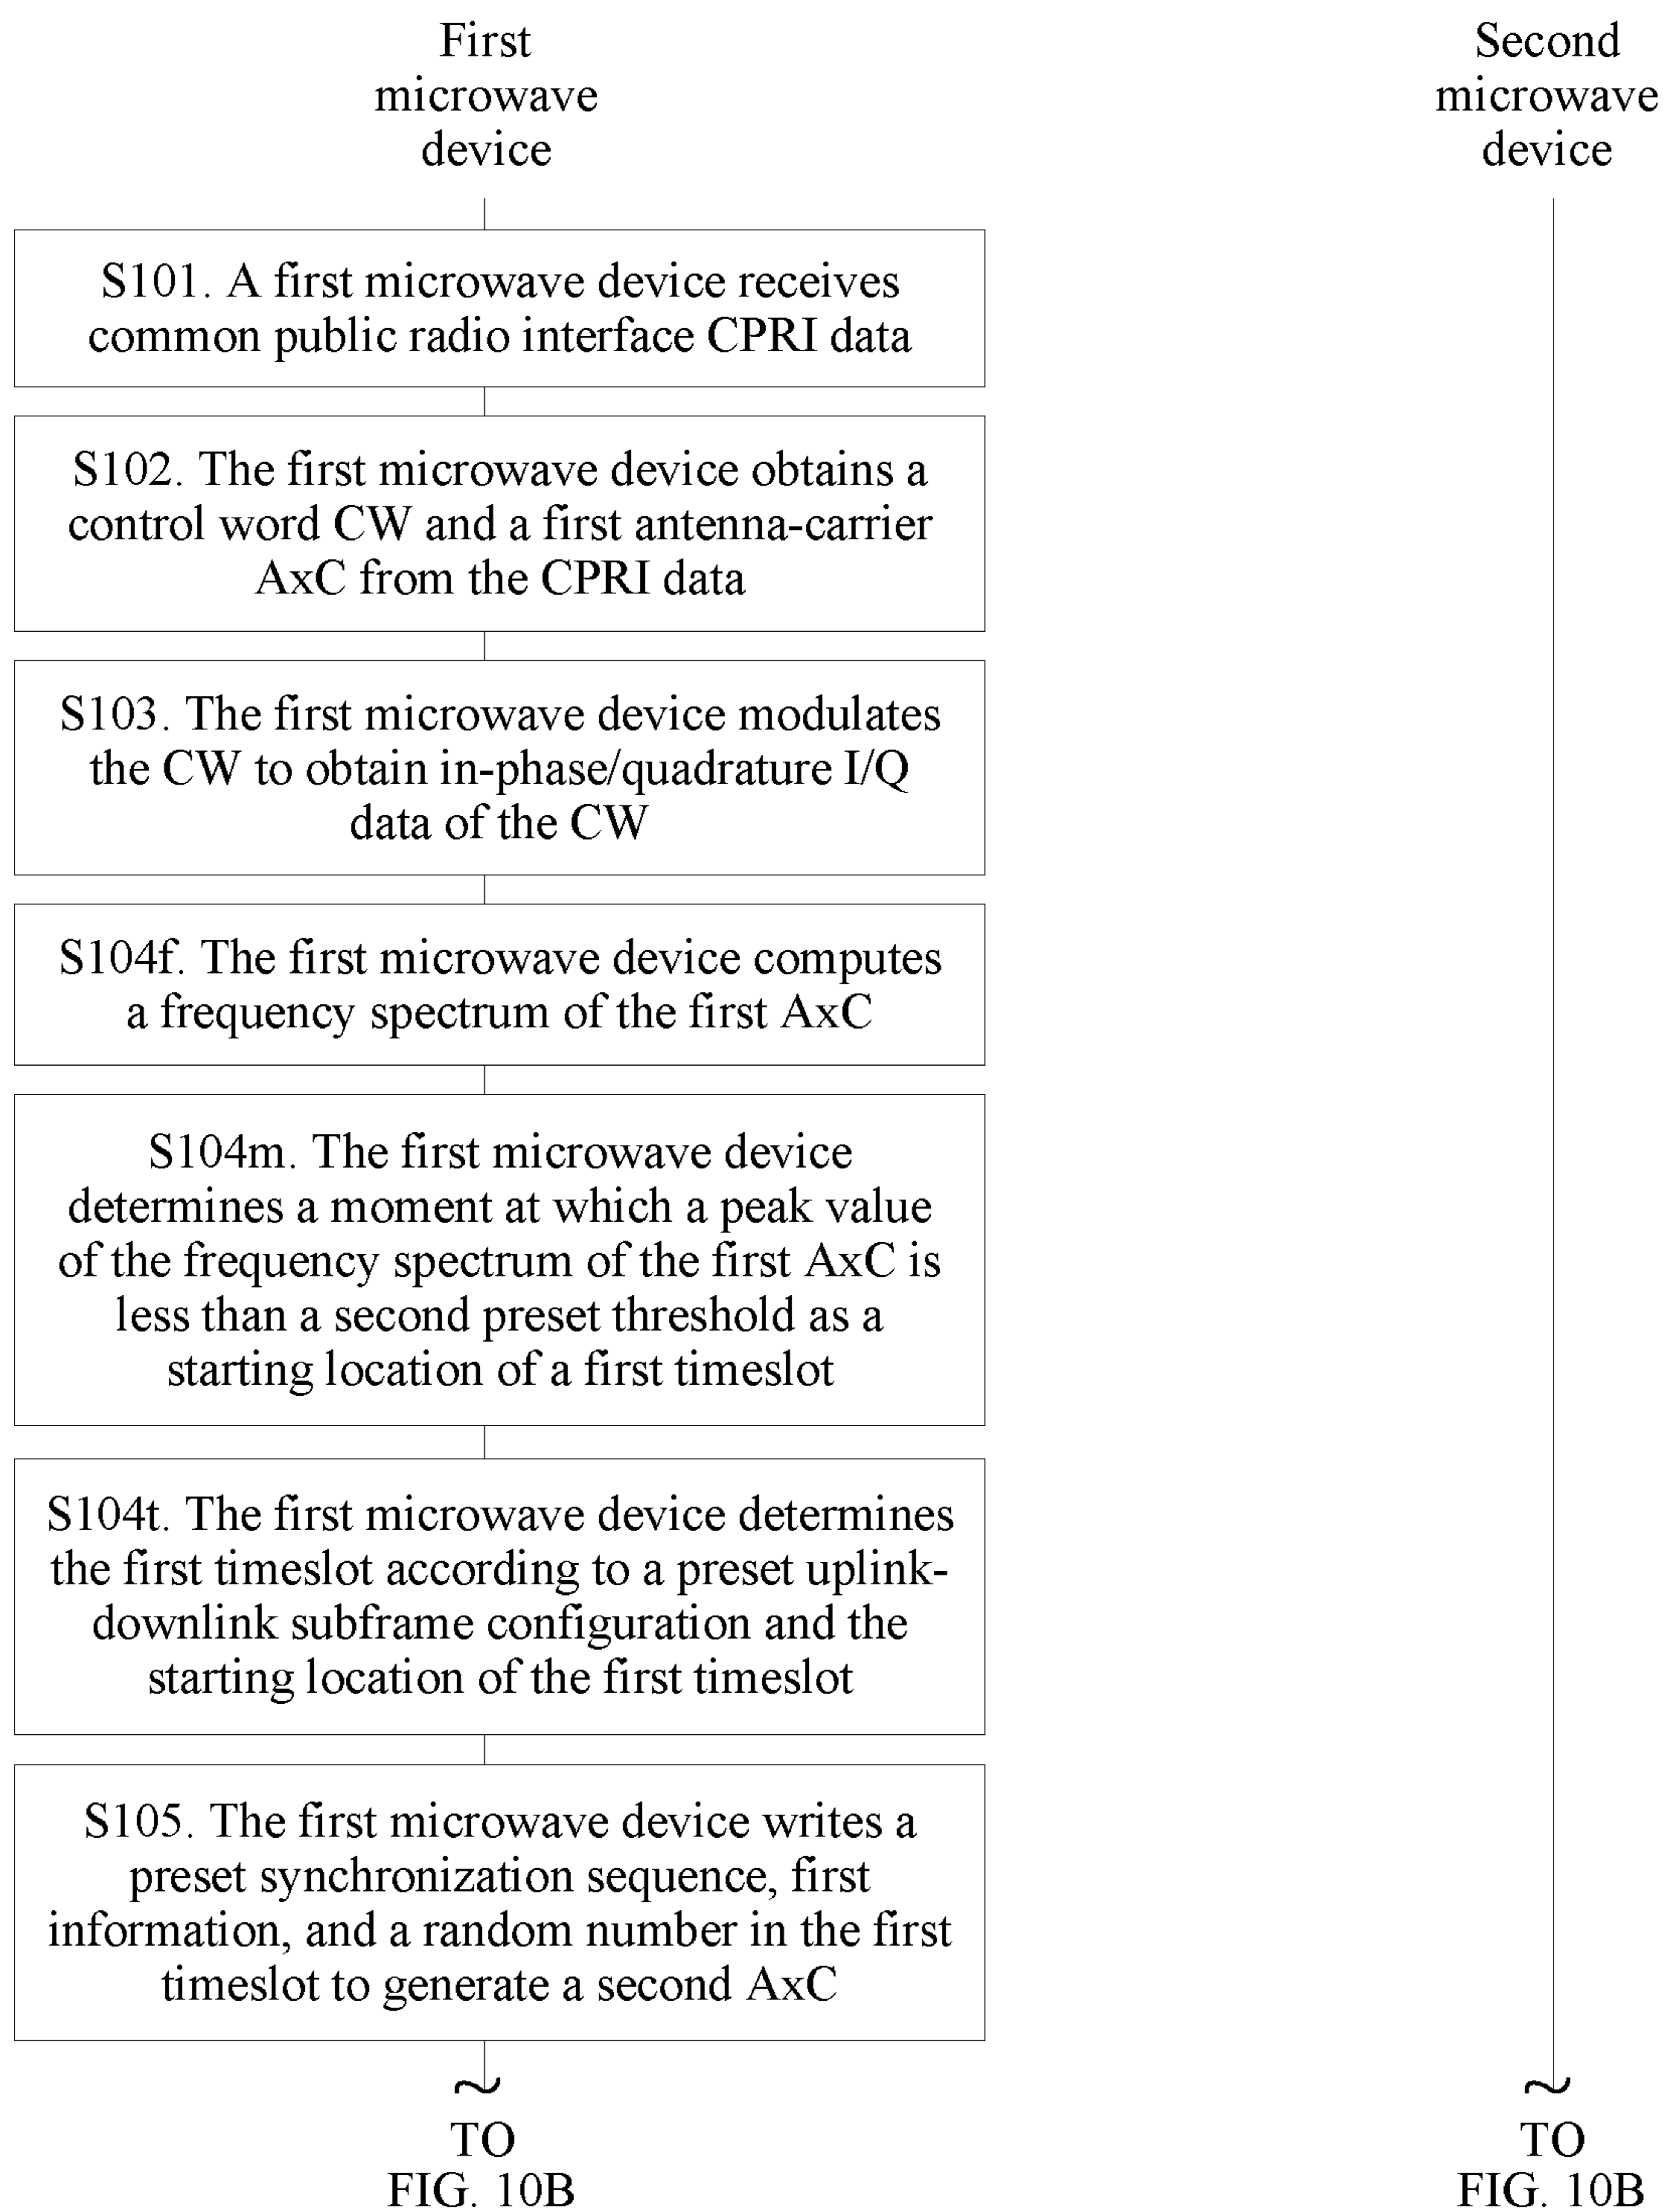 First
microwave
device
Second
microwave
device
S101. A first microwave device receives
common public radio interface CPRI data
S102. The first microwave device obtains a
control word CW and a first antenna-carrier
AxC from the CPRI data
S103. The first microwave device modulates
the CW to obtain in-phase/quadrature I/Q
data of the CW
S104f. The first microwave device computes
a frequency spectrum of the first AxC
S104m. The first microwave device
determines a moment at which a peak value
of the frequency spectrum of the first AxC is
less than a second preset threshold as a
starting location of a first timeslot
S104t. The first microwave device determines
the first timeslot according to a preset uplink-
downlink subframe configuration and the
starting location of the first timeslot
S105. The first microwave device writes a
preset synchronization sequence, first
information, and a random number in the first
timeslot to generate a second AxC
TO
FIG. 10B
TO
FIG. 10B